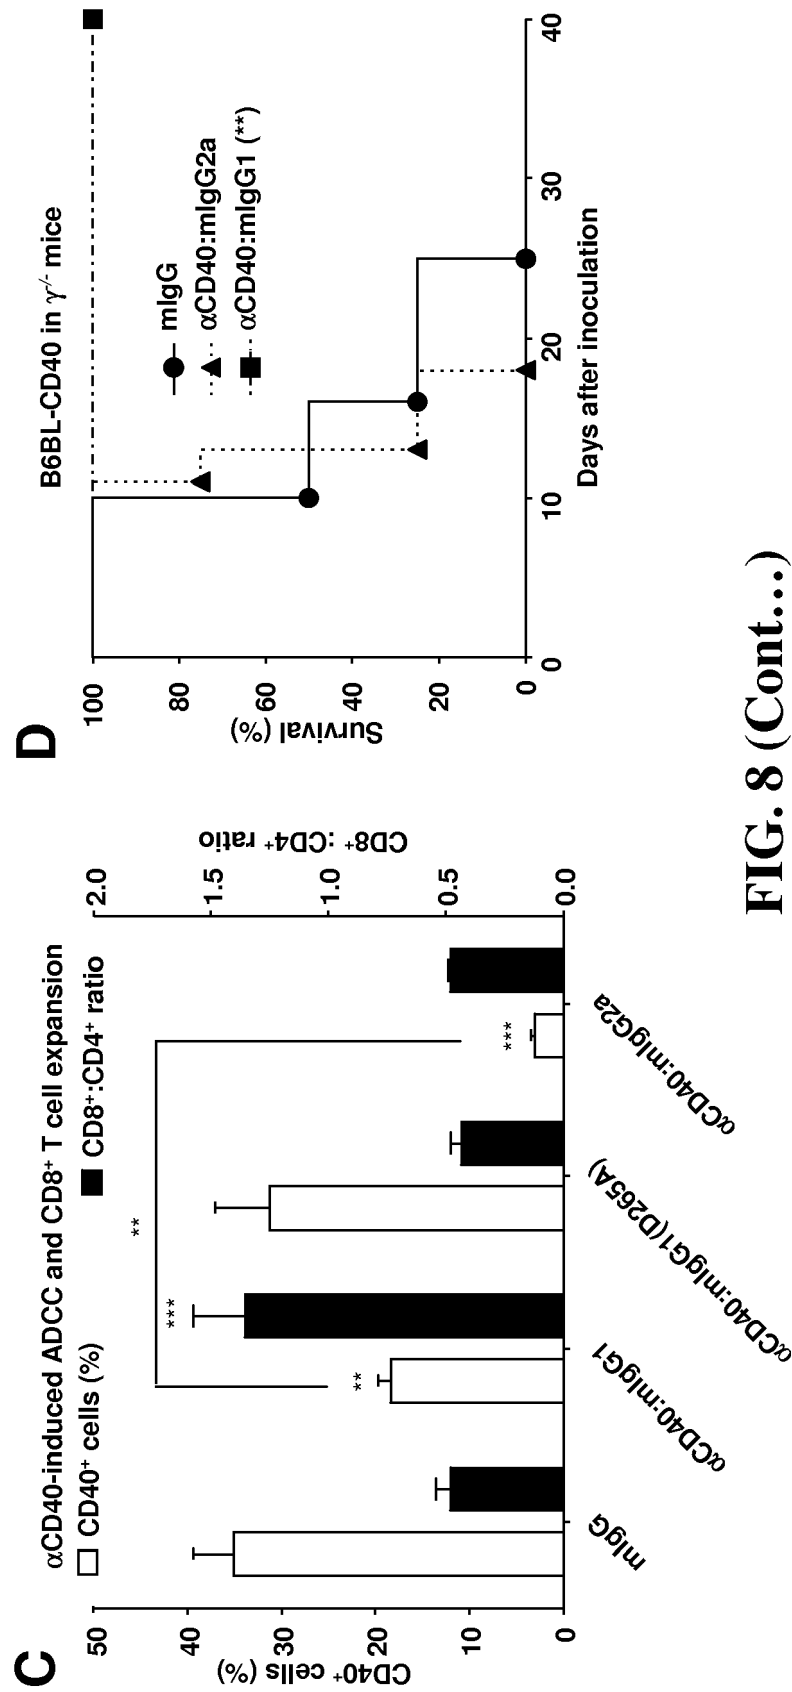 C
αCD40-induced ADCC and CD8⁺ T cell expansion
CD40⁺ cells (%)
CD8⁺:CD4⁺ ratio
CD40⁺ cells (%)
50
40
30
20
10
0
**
***
**
***
2.0
1.5
1.0
0.5
0.0
CD8⁺: CD4⁺ ratio
mIgG
αCD40:mIgG1
αCD40:mIgG1(D265A)
αCD40:mIgG2a
D
B6BL-CD40 in γ⁻/⁻ mice
mIgG
αCD40:mIgG2a
αCD40:mIgG1 (**)
Survival (%)
100
80
60
40
20
0
0
10
20
30
40
Days after inoculation
FIG. 8 (Cont...)